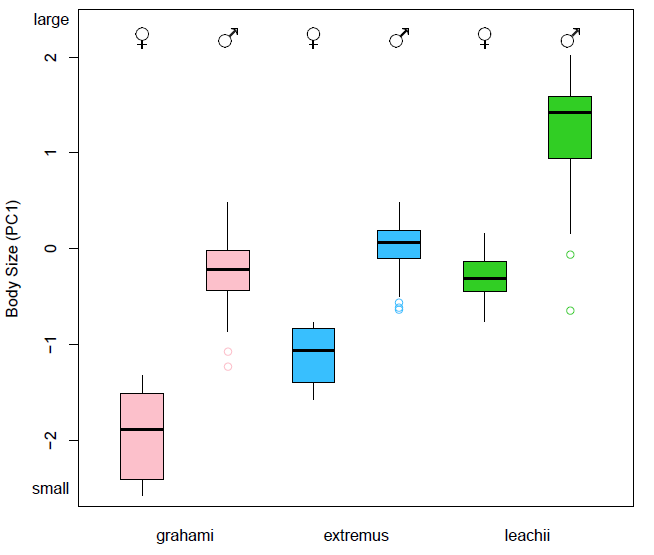 large
♀ ♂ ♀ ♂ ♀ ♂
2
1
0
−1
−2
small
Body Size (PC1)
grahami extremus leachii